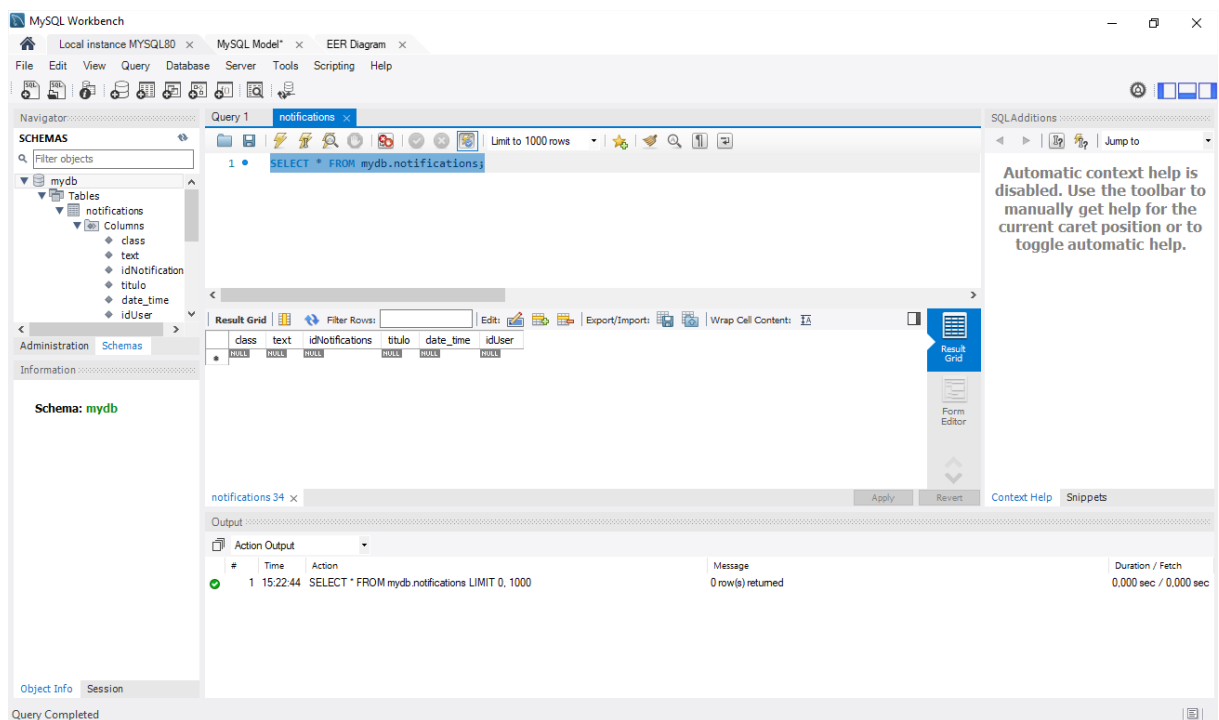 MySQL Workbench
Local instance MYSQL80 MySQL Model* EER Diagram
File Edit View Query Database Server Tools Scripting Help
Navigator
SCHEMAS
Filter objects
mydb
Tables
notifications
Columns
class
text
idNotification
titulo
date_time
idUser
Administration Schemas
Information
Schema: mydb
Object Info Session
Query 1 notifications
Limit to 1000 rows
1 SELECT * FROM mydb.notifications;
Result Grid Filter Rows: Edit: Export/Import: Wrap Cell Content:
class text idNotifications titulo date_time idUser
NULL NULL NULL NULL NULL NULL
Result
Grid
Form
Editor
notifications 34 Apply Revert
SQLAdditions
Jump to
Automatic context help is
disabled. Use the toolbar to
manually get help for the
current caret position or to
toggle automatic help.
Context Help Snippets
Output
Action Output
# Time Action Message Duration / Fetch
1 15:22:44 SELECT * FROM mydb.notifications LIMIT 0, 1000 0 row(s) returned 0,000 sec / 0,000 sec
Query Completed